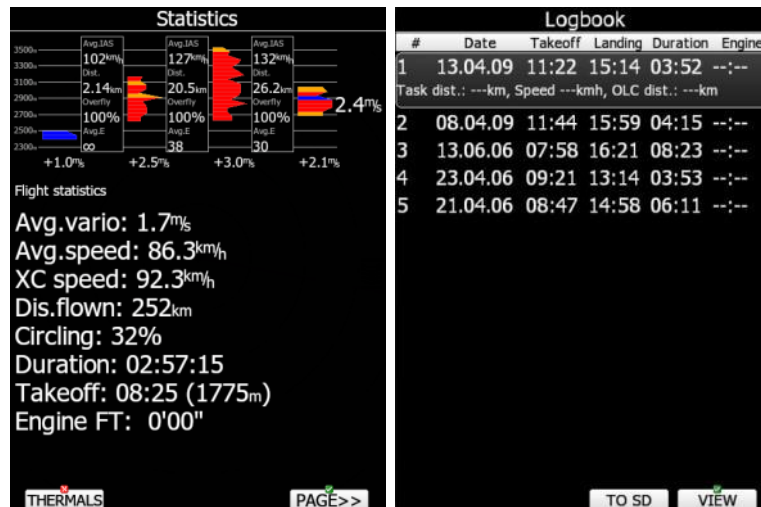 Statistics
3500m
3300m
3100m
2900m
2700m
2500m
2300m
Avg.IAS
102km/h
Dist.
2.14km
Overfly
100%
Avg.E
∞
Avg.IAS
127km/h
Dist.
20.5km
Overfly
100%
Avg.E
38
Avg.IAS
132km/h
Dist.
26.2km
Overfly
100%
Avg.E
30
2.4m/s
+1.0m/s +2.5m/s +3.0m/s +2.1m/s
Flight statistics
Avg.vario: 1.7m/s
Avg.speed: 86.3km/h
XC speed: 92.3km/h
Dis.flown: 252km
Circling: 32%
Duration: 02:57:15
Takeoff: 08:25 (1775m)
Engine FT: 0'00"
THERMALS PAGE>>
Logbook
# Date Takeoff Landing Duration Engine
1 13.04.09 11:22 15:14 03:52 --:--
Task dist.: ---km, Speed ---kmh, OLC dist.: ---km
2 08.04.09 11:44 15:59 04:15 --:--
3 13.06.06 07:58 16:21 08:23 --:--
4 23.04.06 09:21 13:14 03:53 --:--
5 21.04.06 08:47 14:58 06:11 --:--
TO SD VIEW